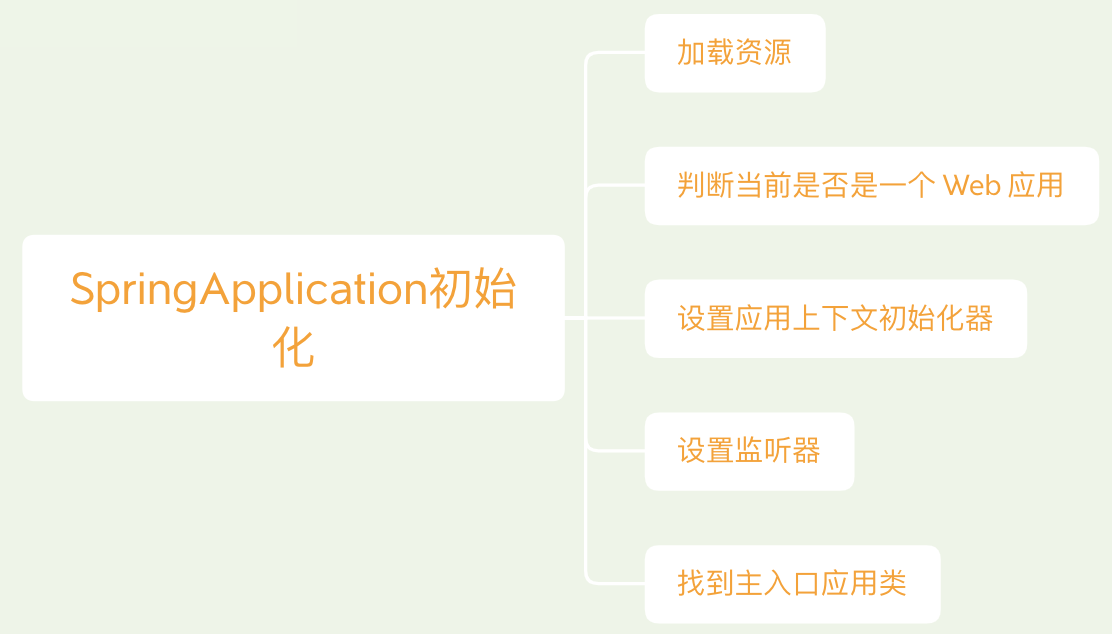 加载资源
判断当前是否是一个 Web 应用
SpringApplication初始
化
设置应用上下文初始化器
设置监听器
找到主入口应用类